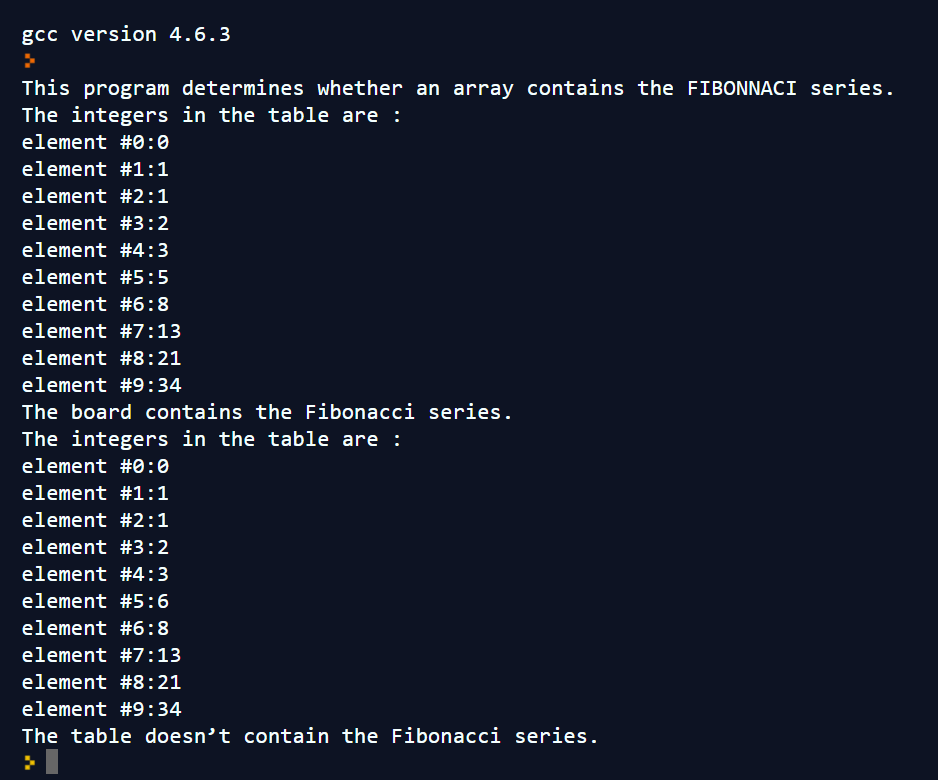 gcc version 4.6.3
This program determines whether an array contains the FIBONNACI series.
The integers in the table are :
element #0:0
element #1:1
element #2:1
element #3:2
element #4:3
element #5:5
element #6:8
element #7:13
element #8:21
element #9:34
The board contains the Fibonacci series.
The integers in the table are :
element #0:0
element #1:1
element #2:1
element #3:2
element #4:3
element #5:6
element #6:8
element #7:13
element #8:21
element #9:34
The table doesn’t contain the Fibonacci series.